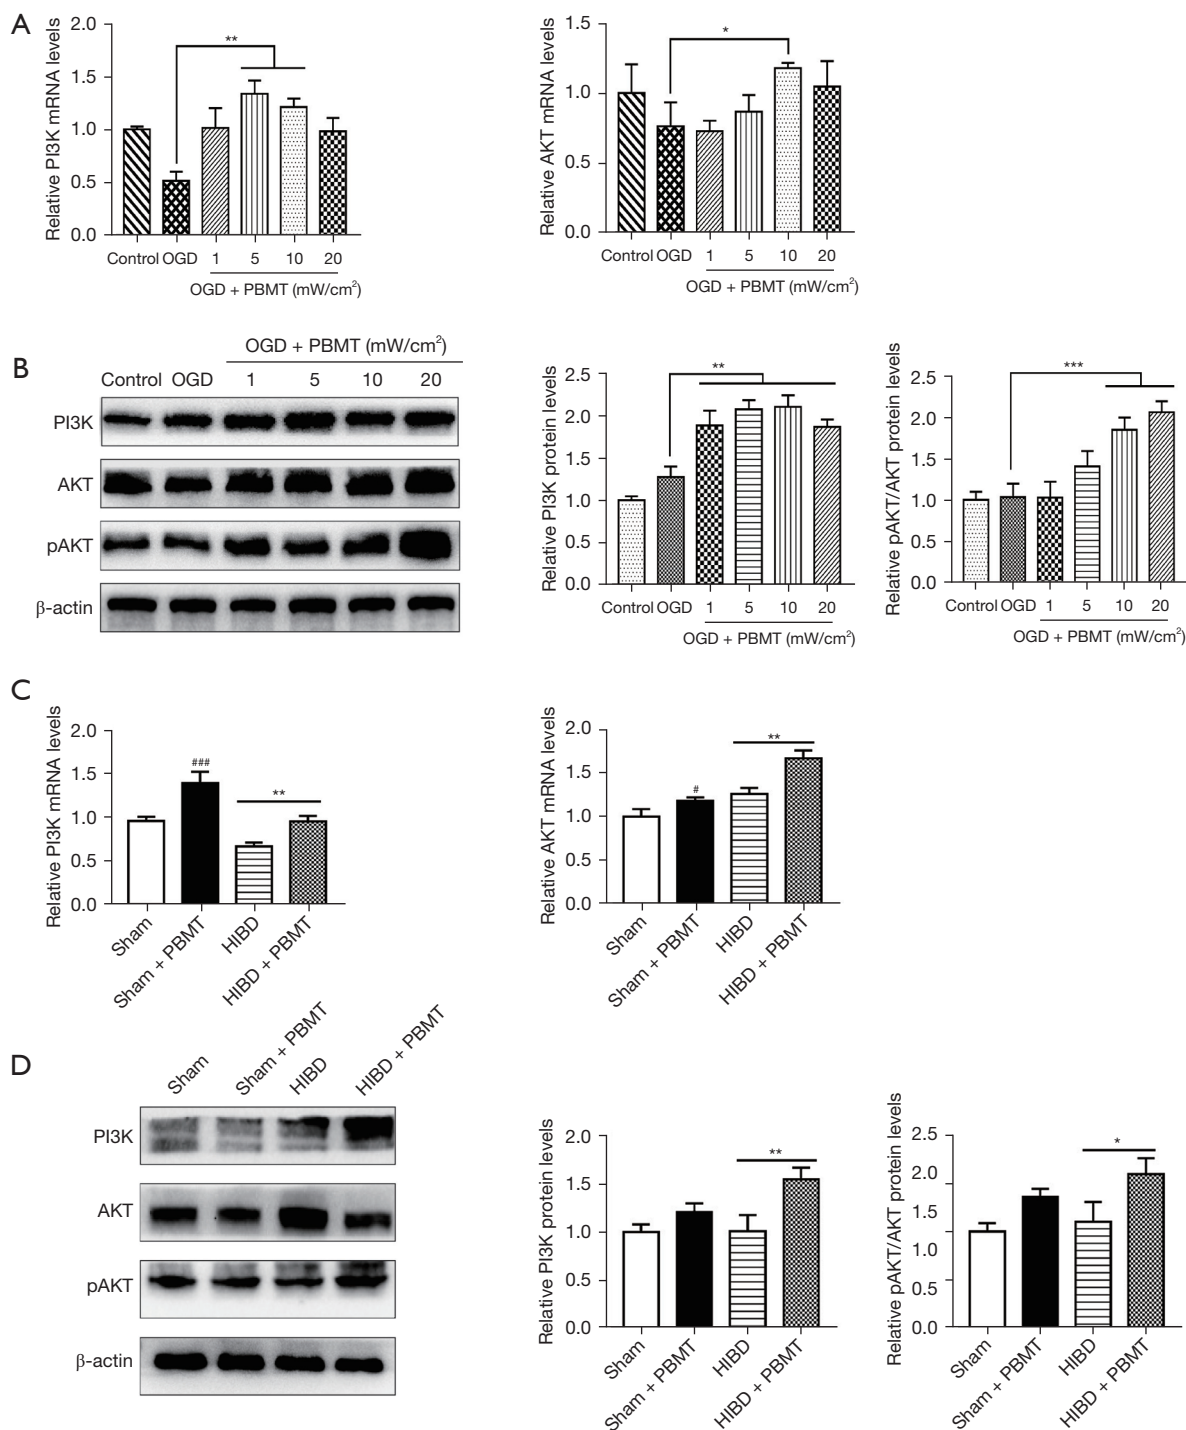 A
Relative PI3K mRNA levels
2.0
1.5
1.0
0.5
0.0
**
Control OGD 1 5 10 20
OGD + PBMT (mW/cm²)
Relative AKT mRNA levels
1.5
1.0
0.5
0.0
*
Control OGD 1 5 10 20
OGD + PBMT (mW/cm²)
B
OGD + PBMT (mW/cm²)
Control OGD 1 5 10 20
PI3K
AKT
pAKT
β-actin
Relative PI3K protein levels
2.5
2.0
1.5
1.0
0.5
0.0
**
Control OGD 1 5 10 20
OGD + PBMT (mW/cm²)
Relative pAKT/AKT protein levels
2.5
2.0
1.5
1.0
0.5
0.0
***
Control OGD 1 5 10 20
OGD + PBMT (mW/cm²)
C
Relative PI3K mRNA levels
2.0
1.5
1.0
0.5
0.0
###
**
Sham
Sham + PBMT
HIBD
HIBD + PBMT
Relative AKT mRNA levels
2.0
1.5
1.0
0.5
0.0
#
**
Sham
Sham + PBMT
HIBD
HIBD + PBMT
D
Sham
Sham + PBMT
HIBD
HIBD + PBMT
PI3K
AKT
pAKT
β-actin
Relative PI3K protein levels
2.0
1.5
1.0
0.5
0.0
**
Sham
Sham + PBMT
HIBD
HIBD + PBMT
Relative pAKT/AKT protein levels
2.5
2.0
1.5
1.0
0.5
0.0
*
Sham
Sham + PBMT
HIBD
HIBD + PBMT